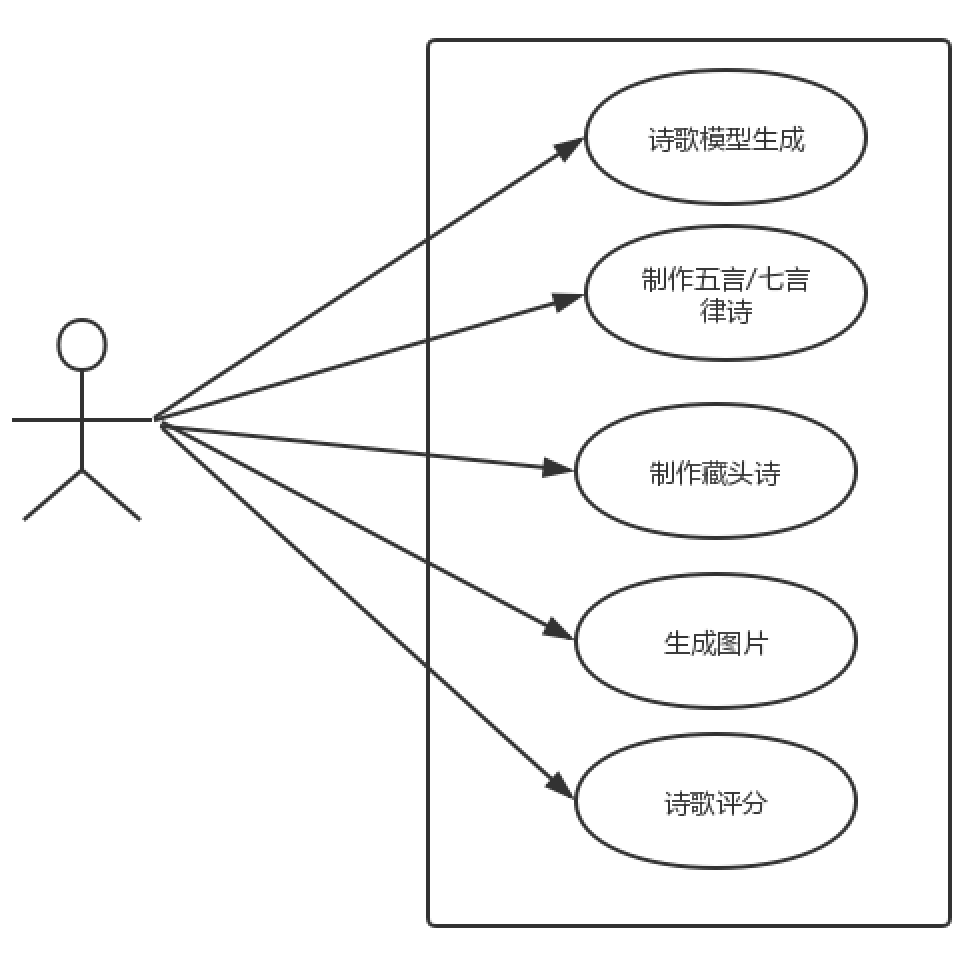 诗歌模型生成
制作五言/七言
律诗
制作藏头诗
生成图片
诗歌评分